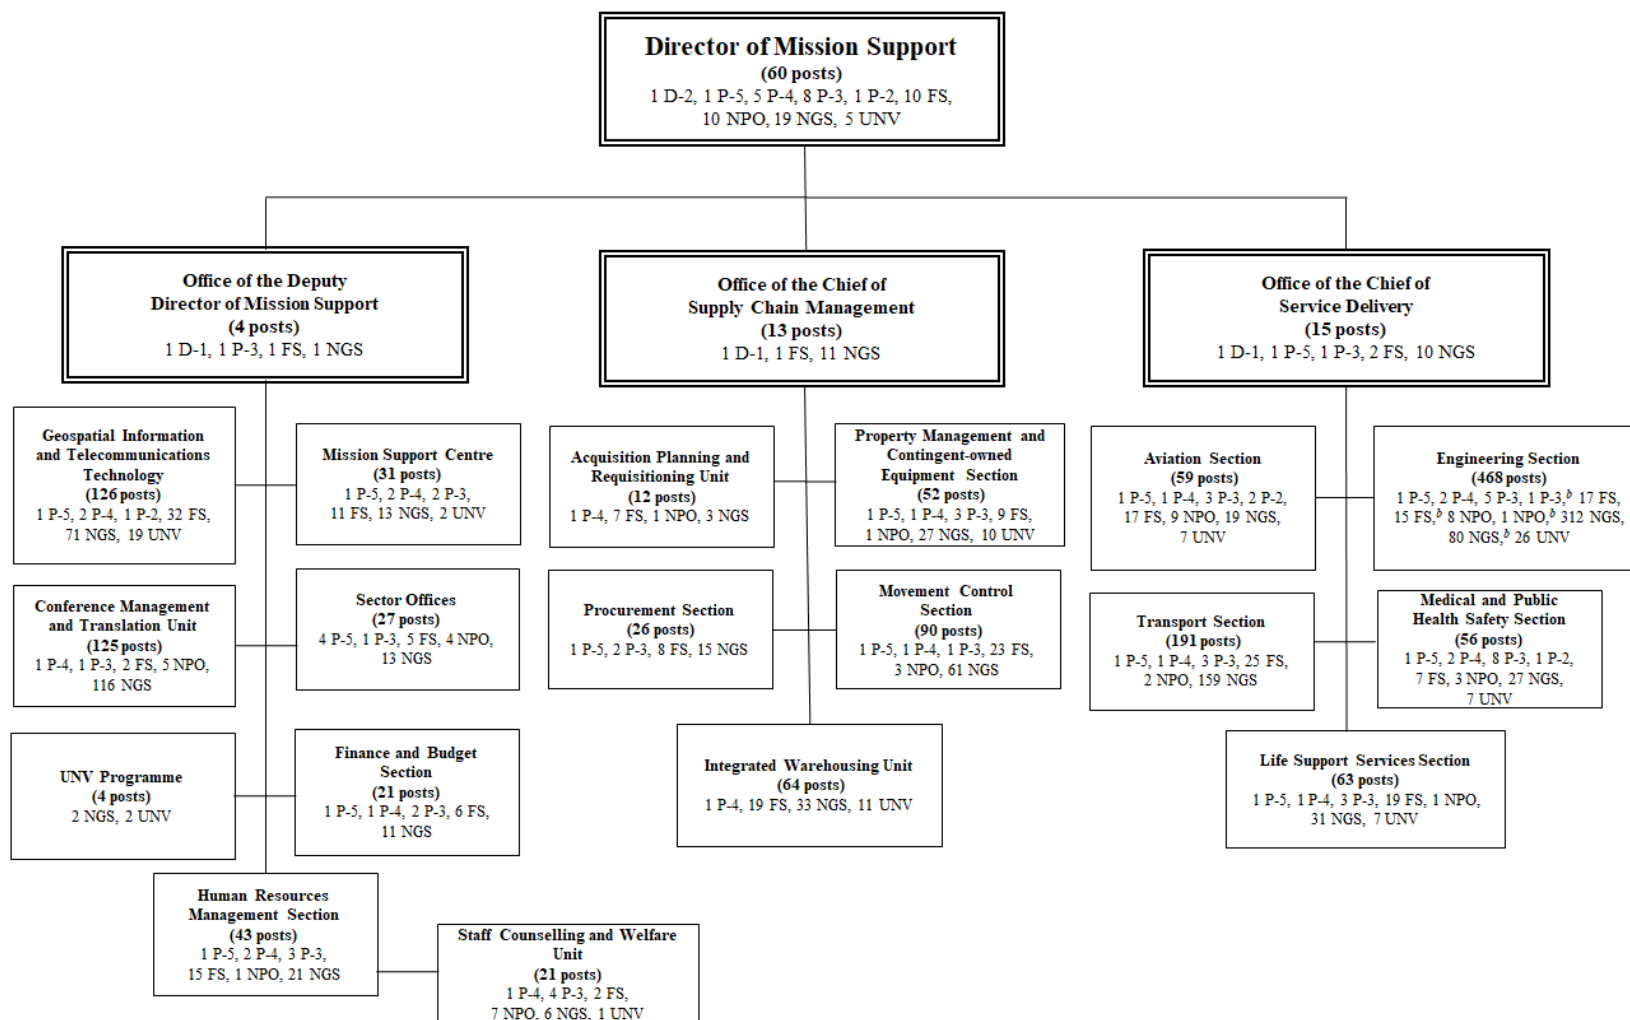 Director of Mission Support
(60 posts)
1 D-2, 1 P-5, 5 P-4, 8 P-3, 1 P-2, 10 FS,
10 NPO, 19 NGS, 5 UNV
Office of the Deputy
Director of Mission Support
(4 posts)
1 D-1, 1 P-3, 1 FS, 1 NGS
Office of the Chief of
Supply Chain Management
(13 posts)
1 D-1, 1 FS, 11 NGS
Office of the Chief of
Service Delivery
(15 posts)
1 D-1, 1 P-5, 1 P-3, 2 FS, 10 NGS
Geospatial Information
and Telecommunications
Technology
(126 posts)
1 P-5, 2 P-4, 1 P-2, 32 FS,
71 NGS, 19 UNV
Mission Support Centre
(31 posts)
1 P-5, 2 P-4, 2 P-3,
11 FS, 13 NGS, 2 UNV
Acquisition Planning and
Requisitioning Unit
(12 posts)
1 P-4, 7 FS, 1 NPO, 3 NGS
Property Management and
Contingent-owned
Equipment Section
(52 posts)
1 P-5, 1 P-4, 3 P-3, 9 FS,
1 NPO, 27 NGS, 10 UNV
Aviation Section
(59 posts)
1 P-5, 1 P-4, 3 P-3, 2 P-2,
17 FS, 9 NPO, 19 NGS,
7 UNV
Engineering Section
(468 posts)
1 P-5, 2 P-4, 5 P-3, 1 P-3,b 17 FS,
15 FS,b 8 NPO, 1 NPO,b 312 NGS,
80 NGS,b 26 UNV
Conference Management
and Translation Unit
(125 posts)
1 P-4, 1 P-3, 2 FS, 5 NPO,
116 NGS
Sector Offices
(27 posts)
4 P-5, 1 P-3, 5 FS, 4 NPO,
13 NGS
Procurement Section
(26 posts)
1 P-5, 2 P-3, 8 FS, 15 NGS
Movement Control
Section
(90 posts)
1 P-5, 1 P-4, 1 P-3, 23 FS,
3 NPO, 61 NGS
Transport Section
(191 posts)
1 P-5, 1 P-4, 3 P-3, 25 FS,
2 NPO, 159 NGS
Medical and Public
Health Safety Section
(56 posts)
1 P-5, 2 P-4, 8 P-3, 1 P-2,
7 FS, 3 NPO, 27 NGS,
7 UNV
UNV Programme
(4 posts)
2 NGS, 2 UNV
Finance and Budget
Section
(21 posts)
1 P-5, 1 P-4, 2 P-3, 6 FS,
11 NGS
Integrated Warehousing Unit
(64 posts)
1 P-4, 19 FS, 33 NGS, 11 UNV
Life Support Services Section
(63 posts)
1 P-5, 1 P-4, 3 P-3, 19 FS, 1 NPO,
31 NGS, 7 UNV
Human Resources
Management Section
(43 posts)
1 P-5, 2 P-4, 3 P-3,
15 FS, 1 NPO, 21 NGS
Staff Counselling and Welfare
Unit
(21 posts)
1 P-4, 4 P-3, 2 FS,
7 NPO, 6 NGS, 1 UNV